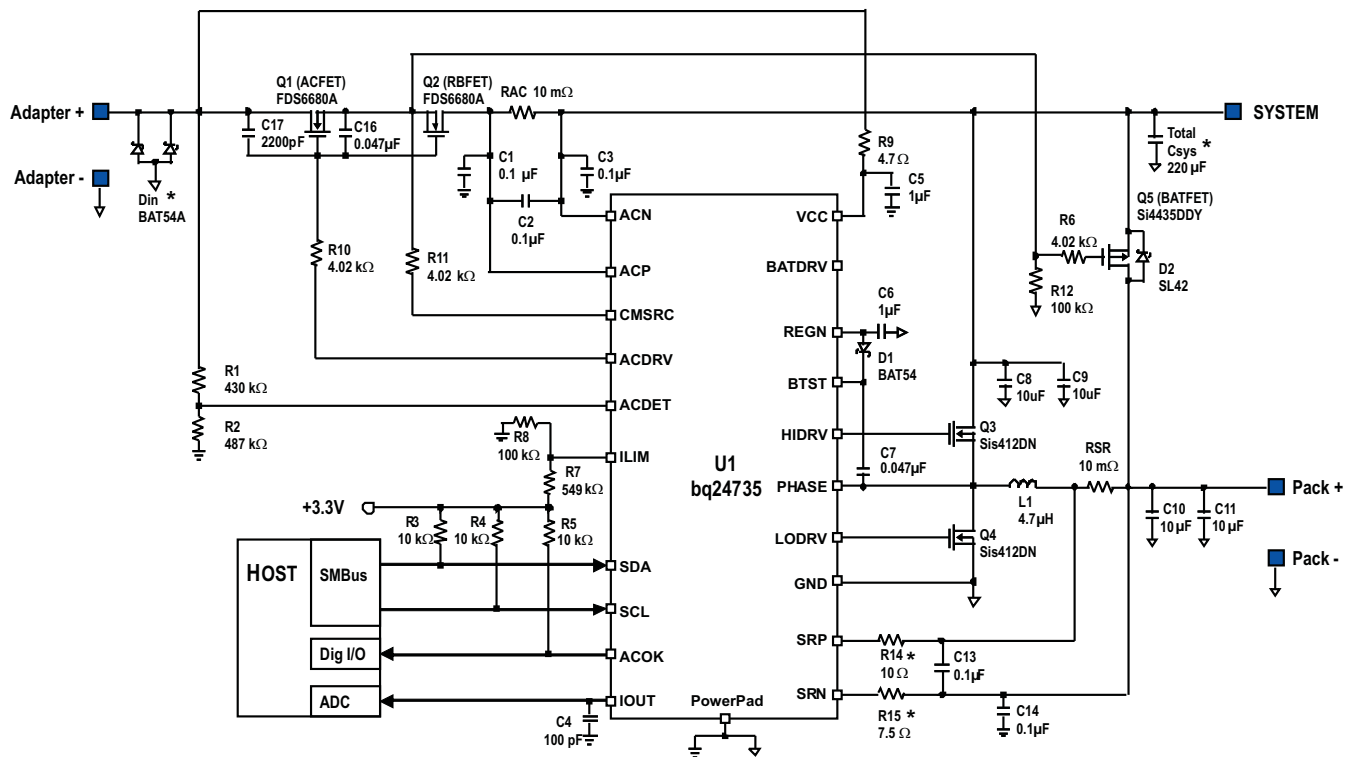 Adapter +
Adapter -
Din *
BAT54A
Q1 (ACFET)
FDS6680A
C17
2200pF
C16
0.047µF
Q2 (RBFET)
FDS6680A
RAC 10 mΩ
C1
0.1 µF
C3
0.1µF
C2
0.1µF
R10
4.02 kΩ
R11
4.02 kΩ
R1
430 kΩ
R2
487 kΩ
R8
100 kΩ
R7
549 kΩ
+3.3V
R3
10 kΩ
R4
10 kΩ
R5
10 kΩ
HOST
SMBus
Dig I/O
ADC
C4
100 pF
ACN
ACP
CMSRC
ACDRV
ACDET
ILIM
SDA
SCL
ACOK
IOUT
U1
bq24735
PowerPad
VCC
BATDRV
REGN
BTST
HIDRV
PHASE
LODRV
GND
SRP
SRN
R9
4.7 Ω
C5
1µF
C6
1µF
D1
BAT54
C7
0.047µF
R14 *
10 Ω
R15 *
7.5 Ω
C13
0.1µF
C14
0.1µF
Q3
Sis412DN
Q4
Sis412DN
C8
10uF
C9
10uF
L1
4.7µH
RSR
10 mΩ
R6
4.02 kΩ
R12
100 kΩ
Q5 (BATFET)
Si4435DDY
D2
SL42
Total
Csys *
220 µF
SYSTEM
C10
10 µF
C11
10 µF
Pack +
Pack -